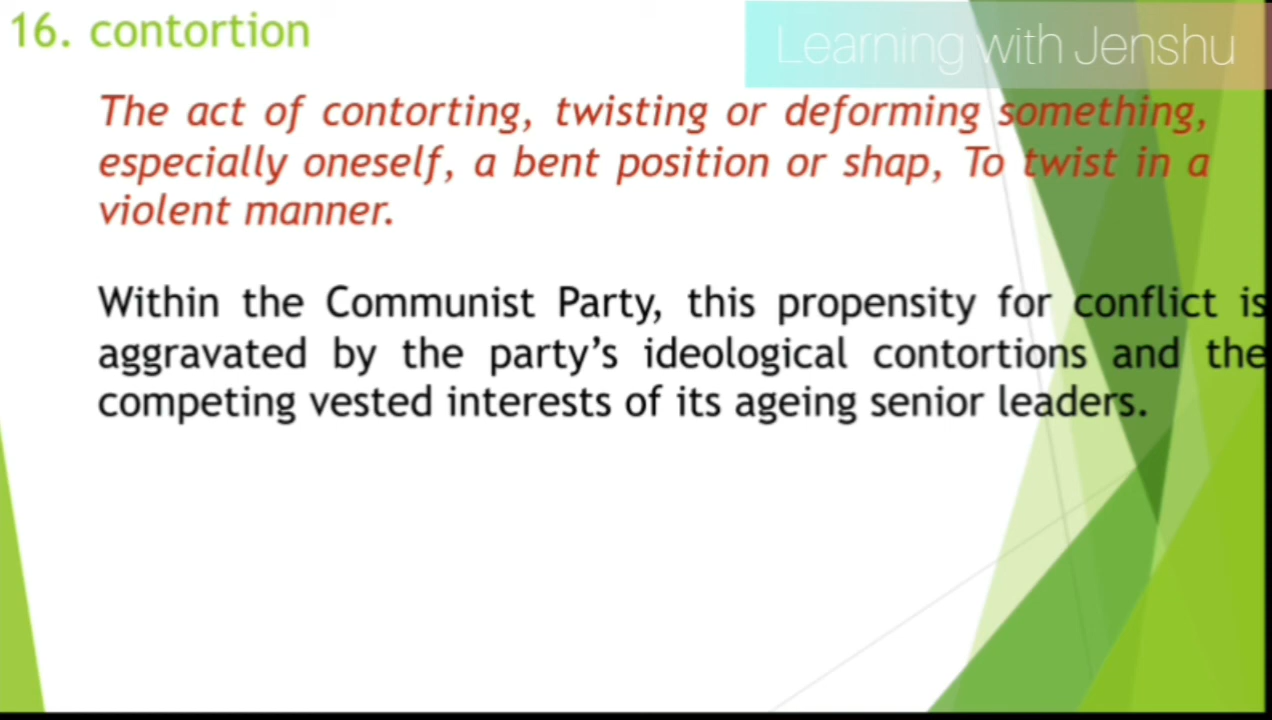 16. contortion
Learning with Jenshu
The act of contorting, twisting or deforming something,
especially oneself, a bent position or shap, To twist in a
violent manner.
Within the Communist Party, this propensity for conflict is
aggravated by the party’s ideological contortions and the
competing vested interests of its ageing senior leaders.